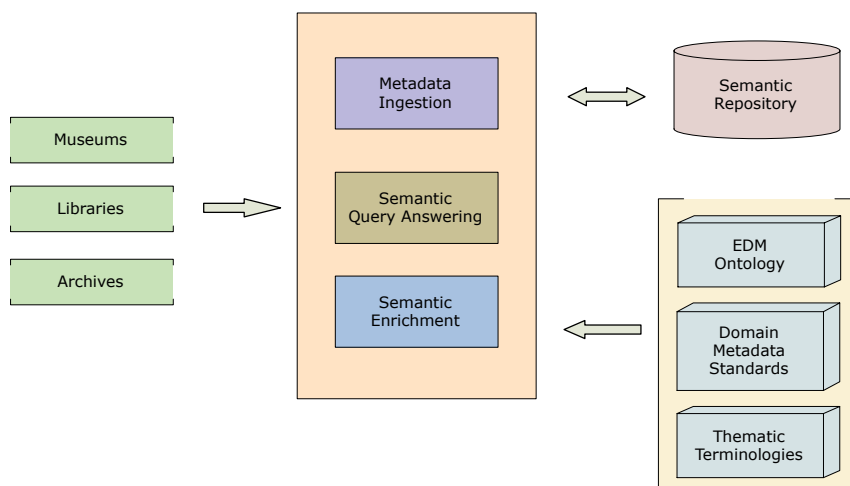 Museums
Libraries
Archives
Metadata
Ingestion
Semantic
Query Answering
Semantic
Enrichment
Semantic
Repository
EDM
Ontology
Domain
Metadata
Standards
Thematic
Terminologies